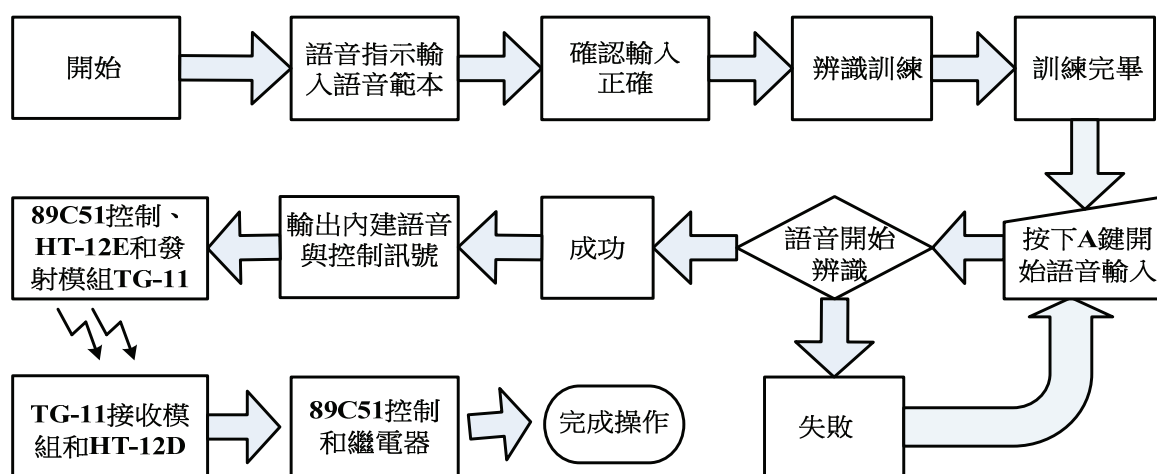 開始
語音指示輸
入語音範本
確認輸入
正確
辨識訓練
訓練完畢
按下A鍵開
始語音輸入
語音開始
辨識
成功
輸出內建語音
與控制訊號
89C51控制、
HT-12E和發
射模組TG-11
失敗
TG-11接收模
組和HT-12D
89C51控制
和繼電器
完成操作